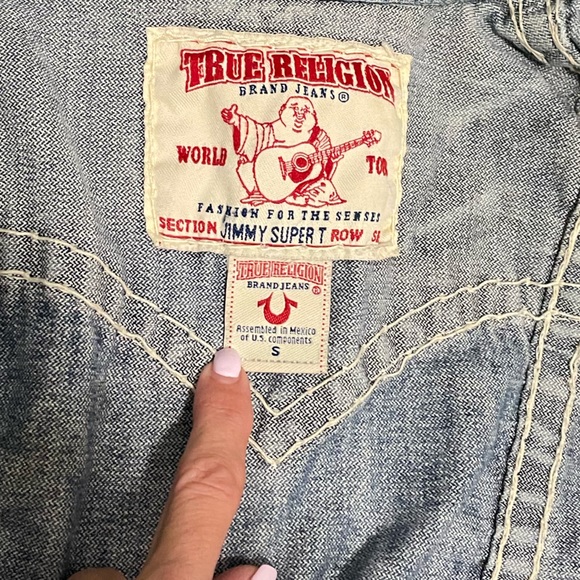 TRUE RELIGION
BRAND JEANS®
WORLD TOUR
FASHION FOR THE SENSES
SECTION JIMMY SUPER T ROW
TRUE RELIGION
BRAND JEANS®
Assembled in Mexico
of U.S. components
S